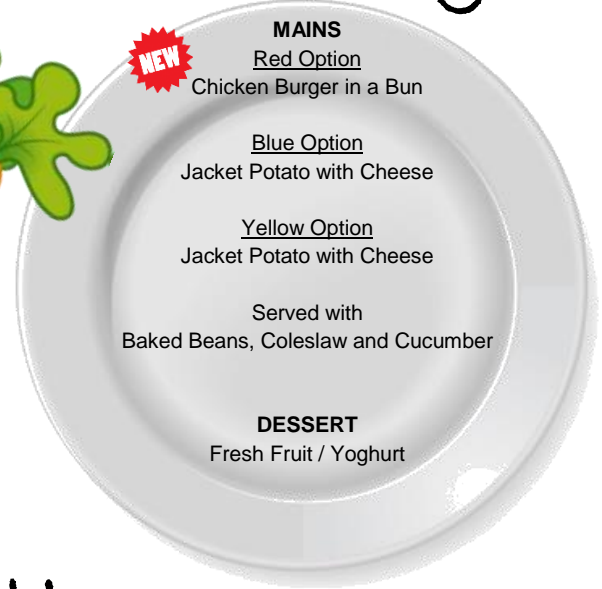 MAINS
NEW
Red Option
Chicken Burger in a Bun
Blue Option
Jacket Potato with Cheese
Yellow Option
Jacket Potato with Cheese
Served with
Baked Beans, Coleslaw and Cucumber
DESSERT
Fresh Fruit / Yoghurt